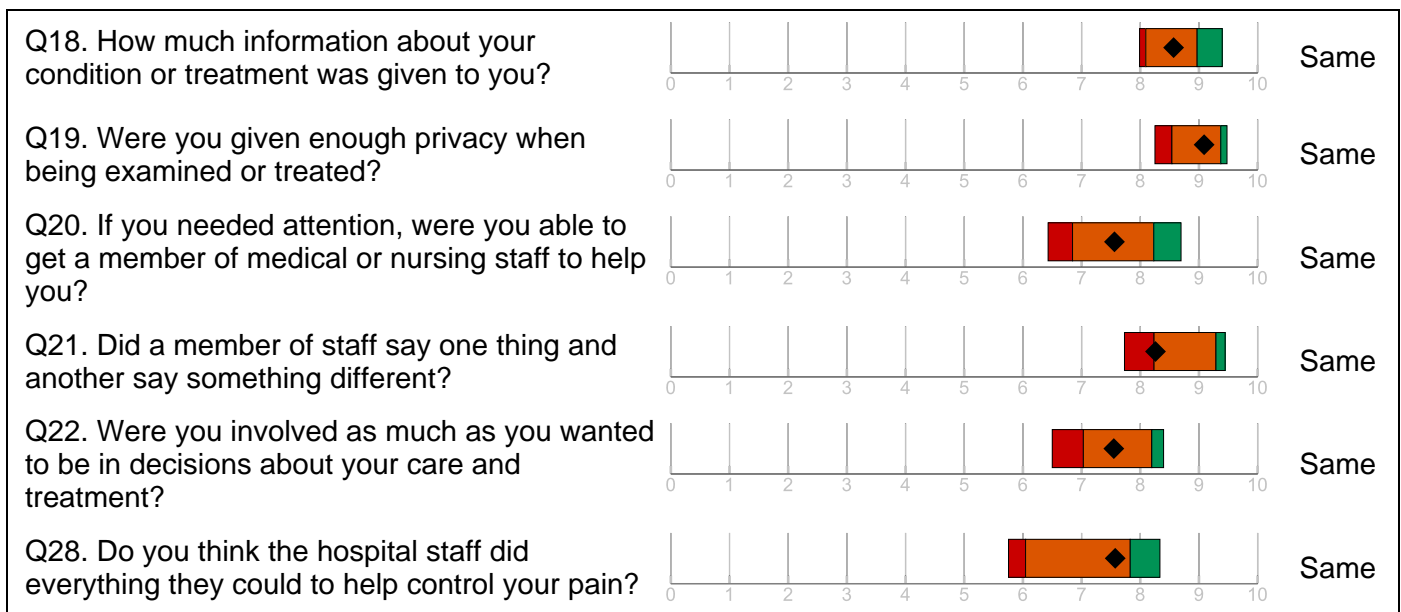 Q18. How much information about your
condition or treatment was given to you?
0 1 2 3 4 5 6 7 8 9 10
Same
Q19. Were you given enough privacy when
being examined or treated?
0 1 2 3 4 5 6 7 8 9 10
Same
Q20. If you needed attention, were you able to
get a member of medical or nursing staff to help
you?
0 1 2 3 4 5 6 7 8 9 10
Same
Q21. Did a member of staff say one thing and
another say something different?
0 1 2 3 4 5 6 7 8 9 10
Same
Q22. Were you involved as much as you wanted
to be in decisions about your care and
treatment?
0 1 2 3 4 5 6 7 8 9 10
Same
Q28. Do you think the hospital staff did
everything they could to help control your pain?
0 1 2 3 4 5 6 7 8 9 10
Same